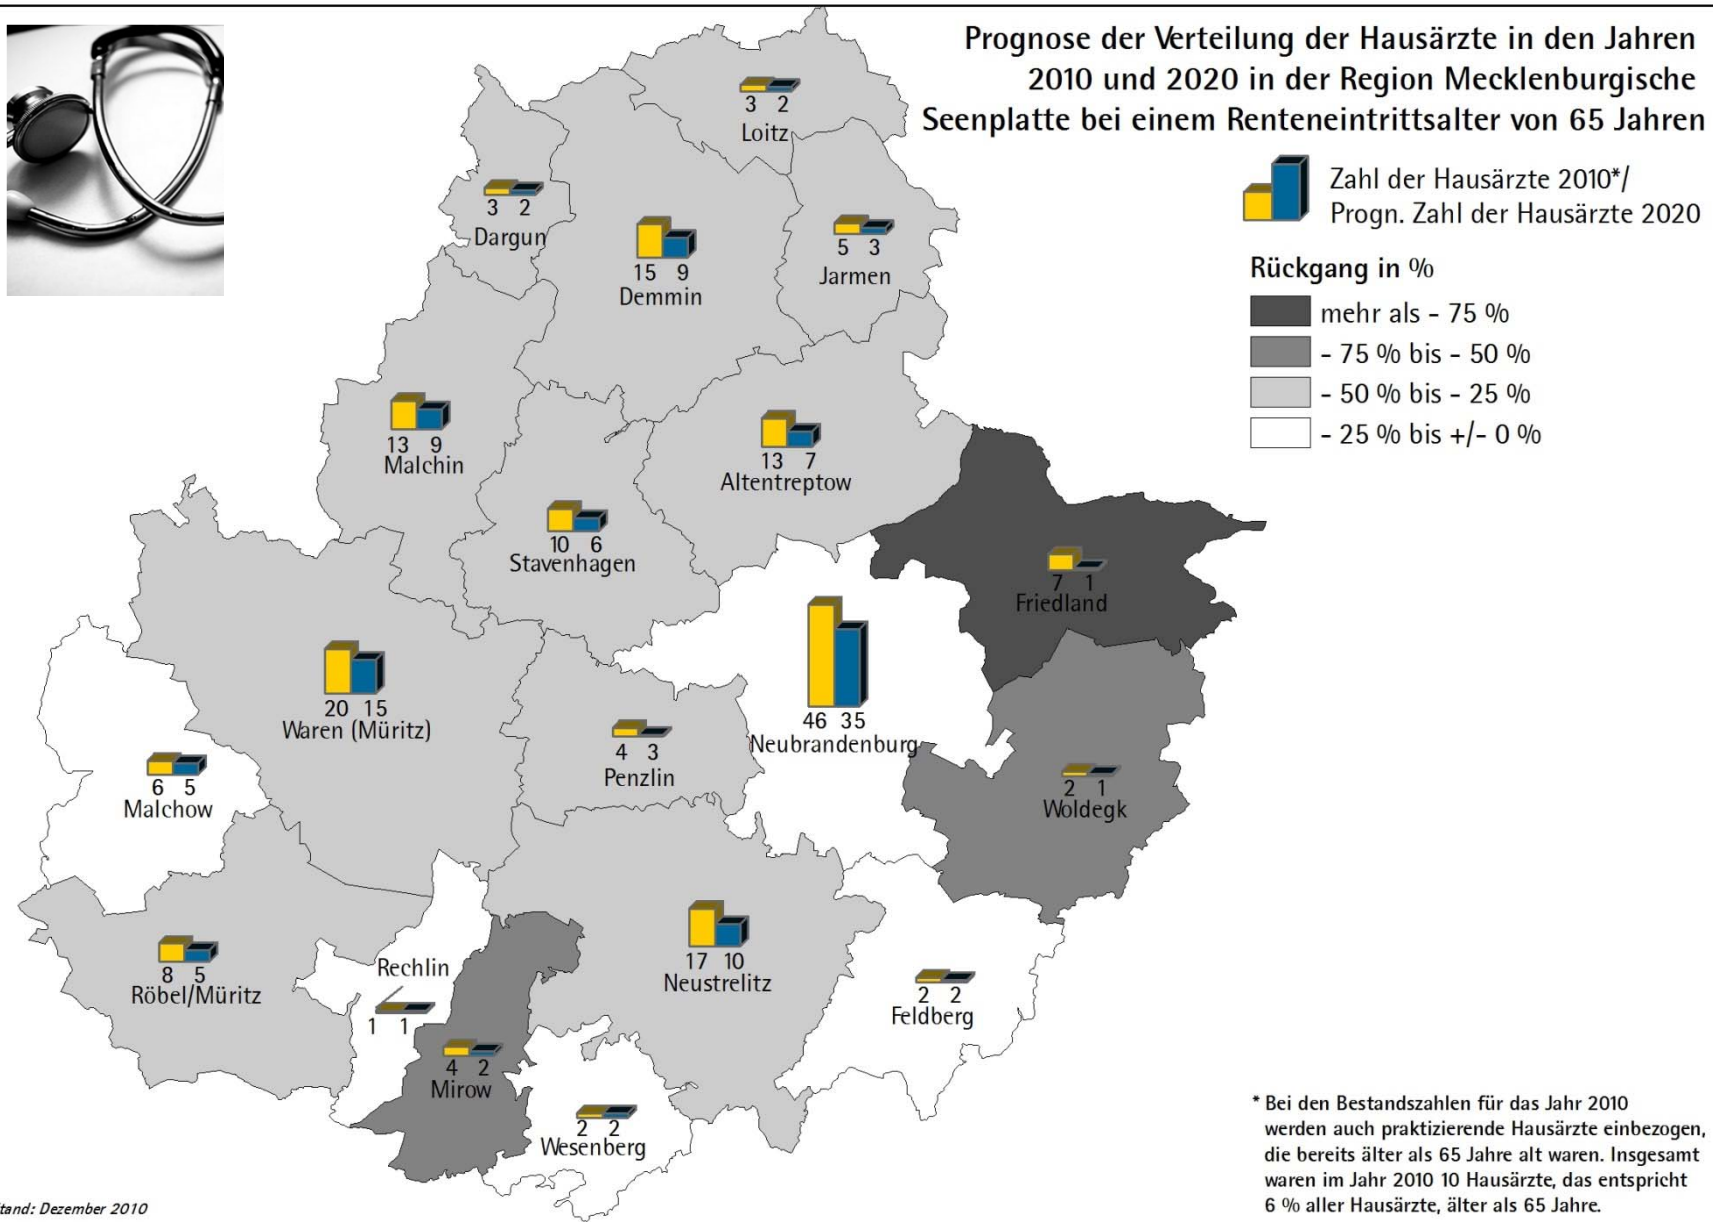 Prognose der Verteilung der Hausärzte in den Jahren
2010 und 2020 in der Region Mecklenburgische
Seenplatte bei einem Renteneintrittsalter von 65 Jahren
Zahl der Hausärzte 2010*/
Progn. Zahl der Hausärzte 2020
Rückgang in %
mehr als - 75 %
- 75 % bis - 50 %
- 50 % bis - 25 %
- 25 % bis +/- 0 %
3 2
Loitz
3 2
Dargun
15 9
Demmin
5 3
Jarmen
13 9
Malchin
13 7
Altentreptow
10 6
Stavenhagen
7 1
Friedland
20 15
Waren (Müritz)
46 35
Neubrandenburg
4 3
Penzlin
6 5
Malchow
2 1
Woldegk
8 5
Röbel/Müritz
Rechlin
1 1
17 10
Neustrelitz
2 2
Feldberg
4 2
Mirow
2 2
Wesenberg
* Bei den Bestandszahlen für das Jahr 2010
werden auch praktizierende Hausärzte einbezogen,
die bereits älter als 65 Jahre alt waren. Insgesamt
waren im Jahr 2010 10 Hausärzte, das entspricht
6 % aller Hausärzte, älter als 65 Jahre.
tand: Dezember 2010